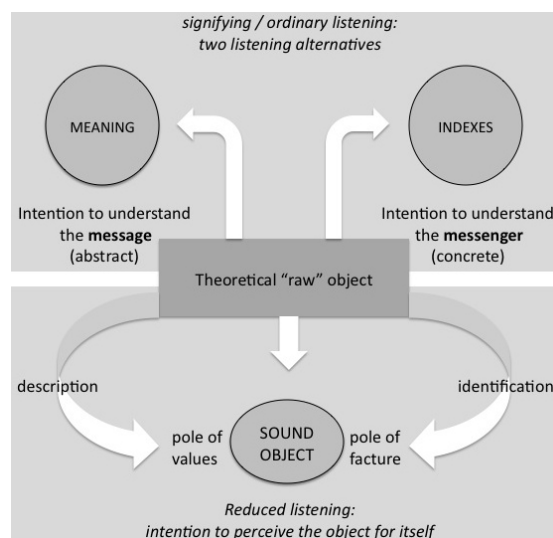 signifying / ordinary listening:
two listening alternatives
MEANING
INDEXES
Intention to understand
the message
(abstract)
Intention to understand
the messenger
(concrete)
Theoretical “raw” object
description
identification
pole of
values
SOUND
OBJECT
pole of
facture
Reduced listening:
intention to perceive the object for itself